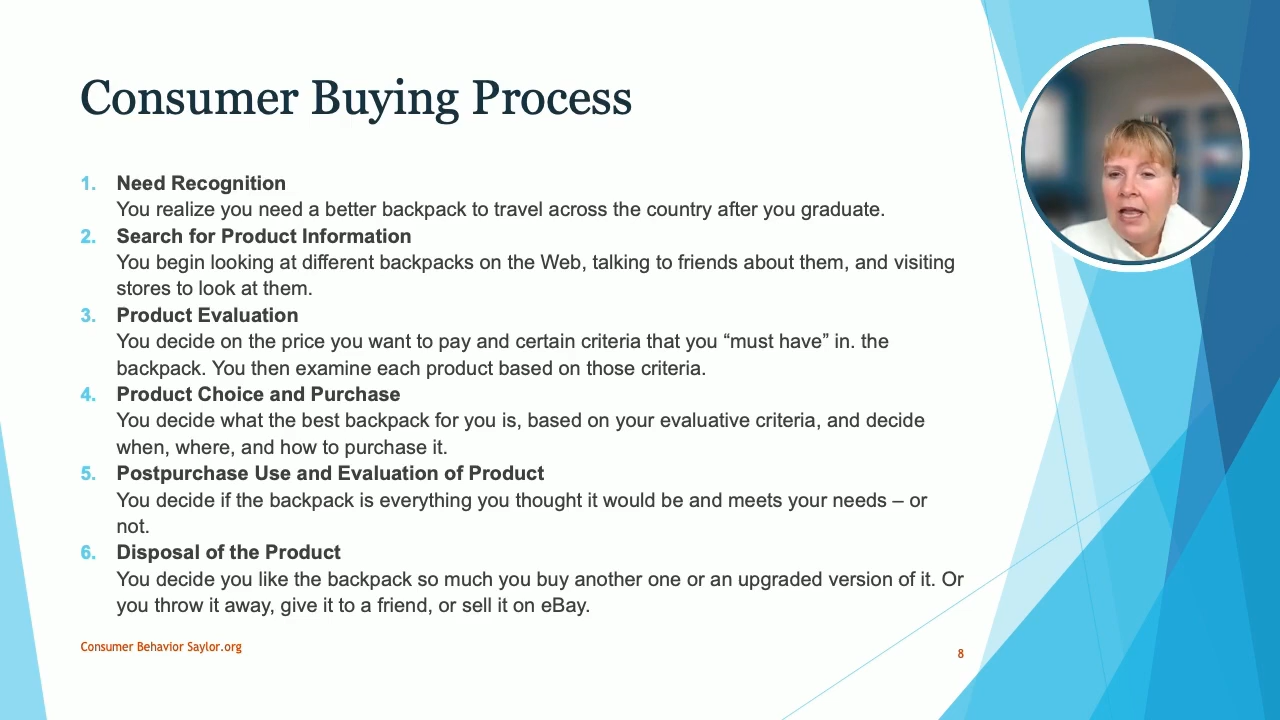 Consumer Buying Process
1. Need Recognition
You realize you need a better backpack to travel across the country after you graduate.
2. Search for Product Information
You begin looking at different backpacks on the Web, talking to friends about them, and visiting
stores to look at them.
3. Product Evaluation
You decide on the price you want to pay and certain criteria that you “must have” in. the
backpack. You then examine each product based on those criteria.
4. Product Choice and Purchase
You decide what the best backpack for you is, based on your evaluative criteria, and decide
when, where, and how to purchase it.
5. Postpurchase Use and Evaluation of Product
You decide if the backpack is everything you thought it would be and meets your needs – or
not.
6. Disposal of the Product
You decide you like the backpack so much you buy another one or an upgraded version of it. Or
you throw it away, give it to a friend, or sell it on eBay.
Consumer Behavior Saylor.org
8